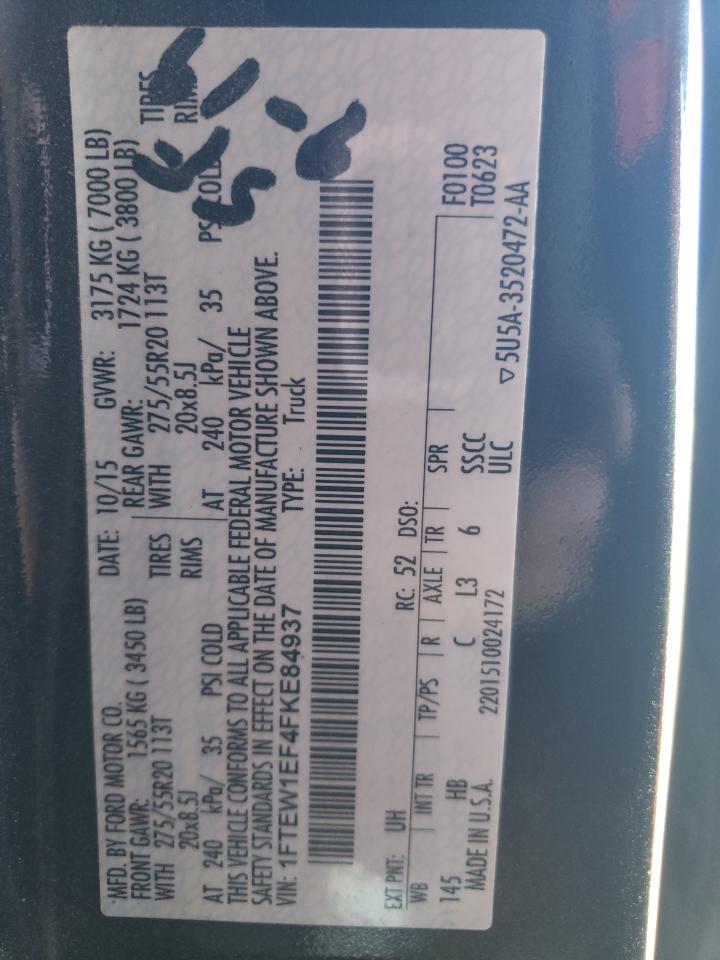 MFD. BY FORD MOTOR CO.
DATE: 10/15 GVWR: 3175 KG ( 7000 LB)
FRONT GAWR: 1565 KG ( 3450 LB)
REAR GAWR: 1724 KG ( 3800 LB)
WITH 275/55R20 113T TIRES
WITH 275/55R20 113T TIRES
20x8.5J RIMS
20x8.5J RIMS
AT 240 kPa/ 35 PSI COLD
AT 240 kPa/ 35 PSI COLD
THIS VEHICLE CONFORMS TO ALL APPLICABLE FEDERAL MOTOR VEHICLE
SAFETY STANDARDS IN EFFECT ON THE DATE OF MANUFACTURE SHOWN ABOVE.
VIN: 1FTEW1EF4FKE84937 TYPE: Truck
EXT PNT: UH RC: 52 DSO:
WB | INT TR | TP/PS | R | AXLE | TR | SPR F0100
145 HB C L3 6 SSCC T0623
MADE IN U.S.A. 2201510024172 ULC
▽5U5A-3520472-AA